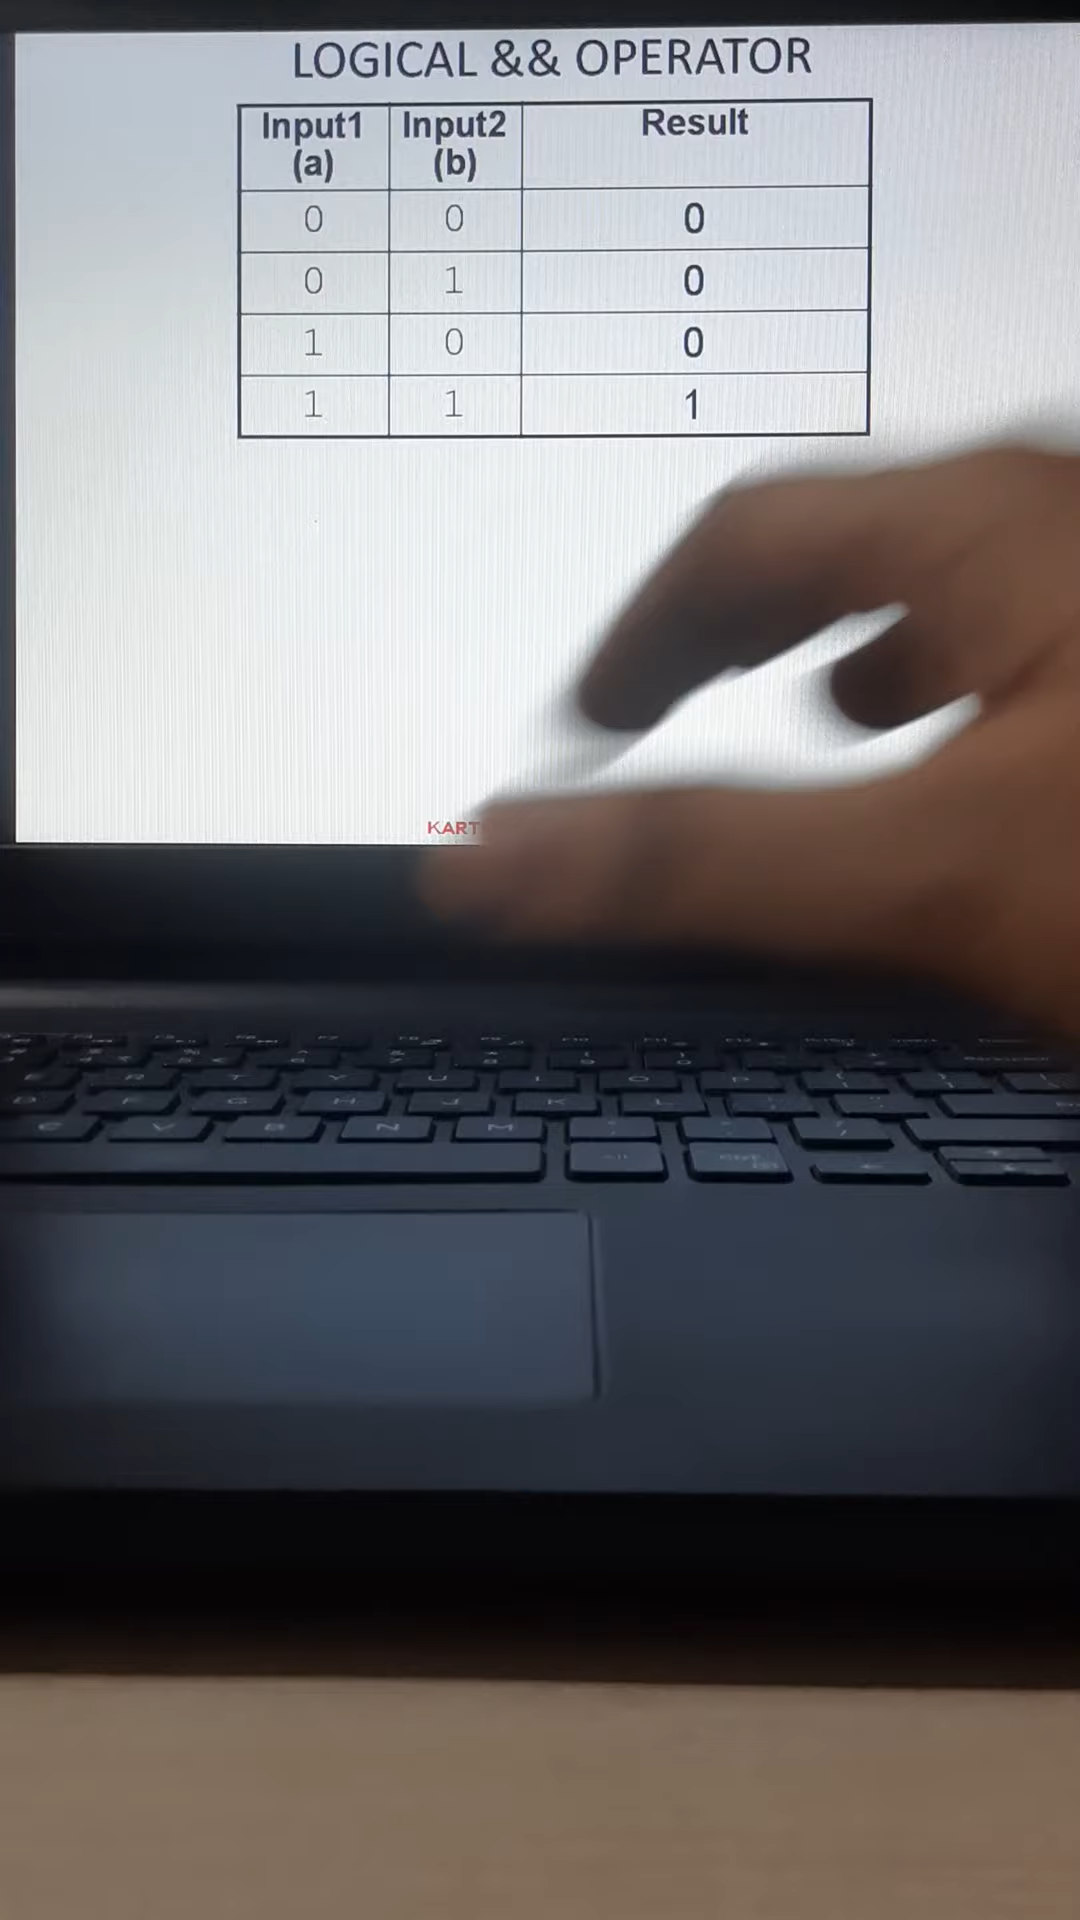 LOGICAL && OPERATOR
Input1 Input2 Result
(a) (b)
0 0 0
0 1 0
1 0 0
1 1 1
KART
E R T Y U I O P
D F G H J K L
C V B N M